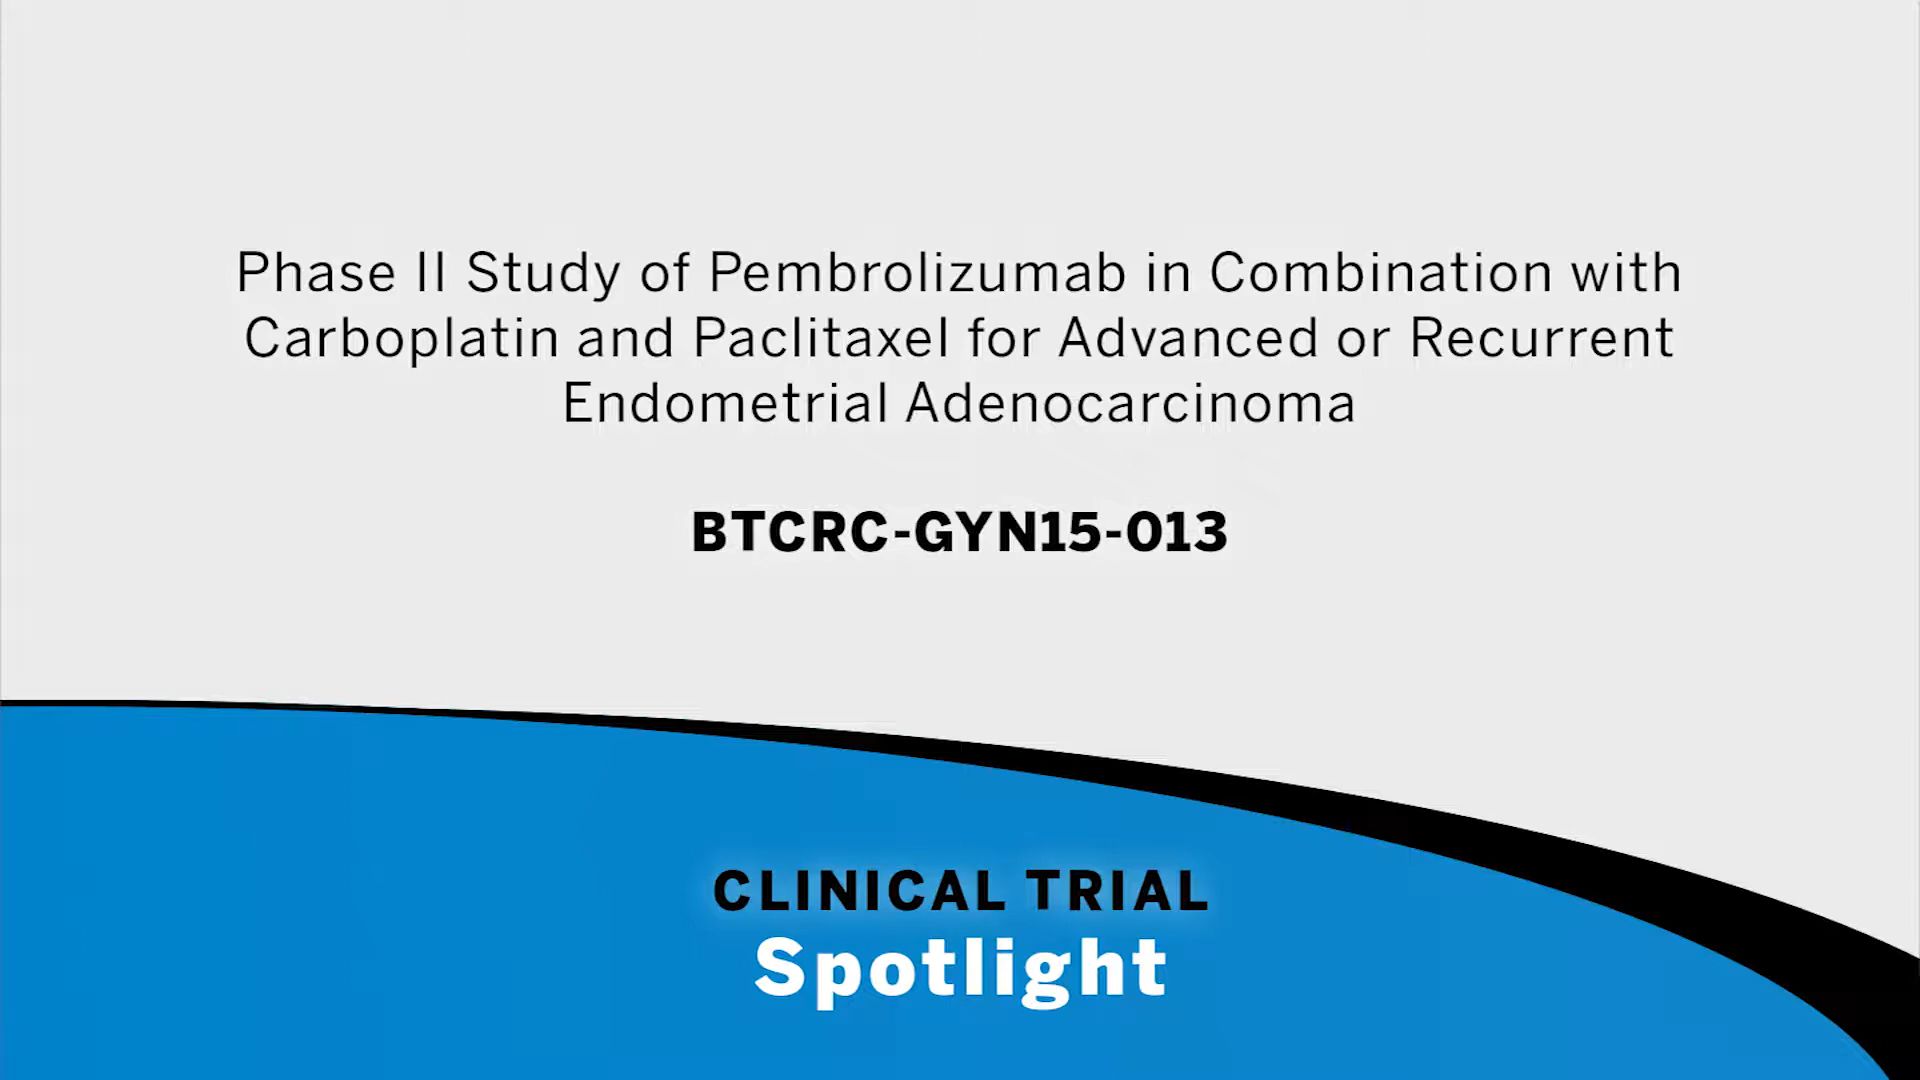 Phase II Study of Pembrolizumab in Combination with
Carboplatin and Paclitaxel for Advanced or Recurrent
Endometrial Adenocarcinoma
BTCRC-GYN15-013
CLINICAL TRIAL
Spotlight